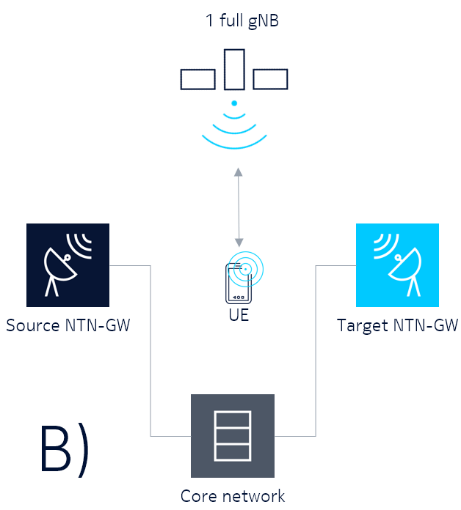 1 full gNB
Source NTN-GW
UE
Target NTN-GW
B)
Core network